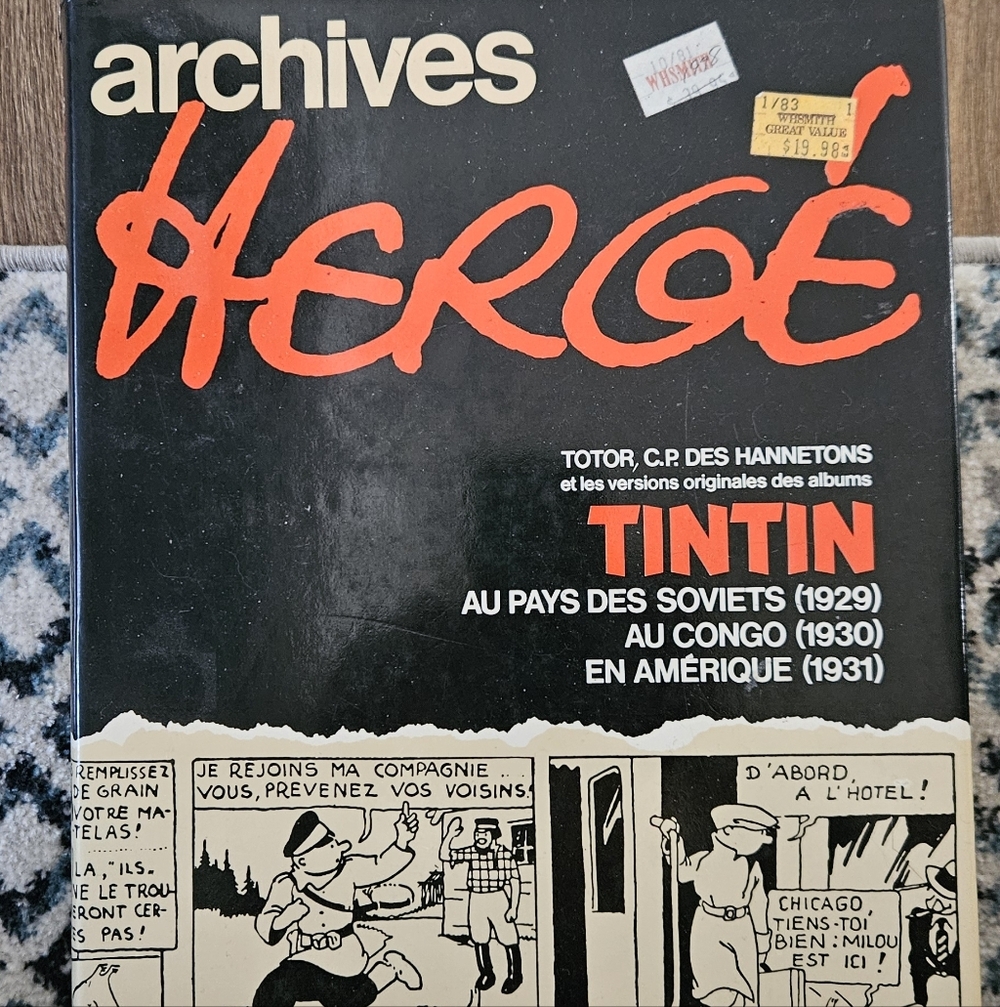 archives
HERGÉ
WHSMITH
1/83 1
WHSMITH
GREAT VALUE
$19.98
TOTOR, C.P. DES HANNETONS
et les versions originales des albums
TINTIN
AU PAYS DES SOVIETS (1929)
AU CONGO (1930)
EN AMÉRIQUE (1931)
REMPLISSEZ
DE GRAIN
VOTRE MA-
TELAS!
LA, "ILS"
NE LE TROU-
ERONT CER-
ES PAS!
JE REJOINS MA COMPAGNIE ...
VOUS, PREVENEZ VOS VOISINS!
D'ABORD,
A L'HOTEL!
CHICAGO,
TIENS-TOI
BIEN: MILOU
EST ICI!